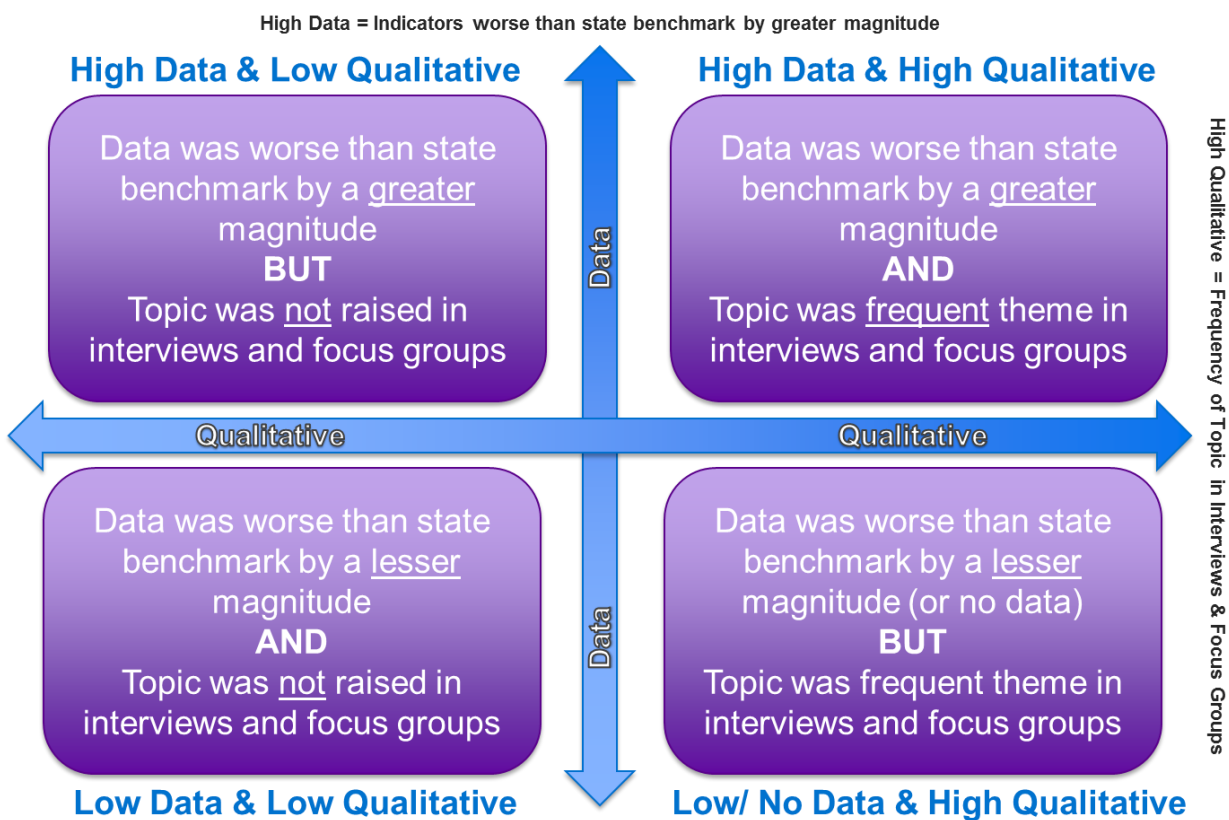 High Data = Indicators worse than state benchmark by greater magnitude
High Data & Low Qualitative
High Data & High Qualitative
Data was worse than state
benchmark by a greater
magnitude
BUT
Topic was not raised in
interviews and focus groups
Data was worse than state
benchmark by a greater
magnitude
AND
Topic was frequent theme in
interviews and focus groups
High Qualitative = Frequency of Topic in Interviews & Focus Groups
Data
Qualitative
Qualitative
Data was worse than state
benchmark by a lesser
magnitude
AND
Topic was not raised in
interviews and focus groups
Data
Data was worse than state
benchmark by a lesser
magnitude (or no data)
BUT
Topic was frequent theme in
interviews and focus groups
Low Data & Low Qualitative
Low/ No Data & High Qualitative